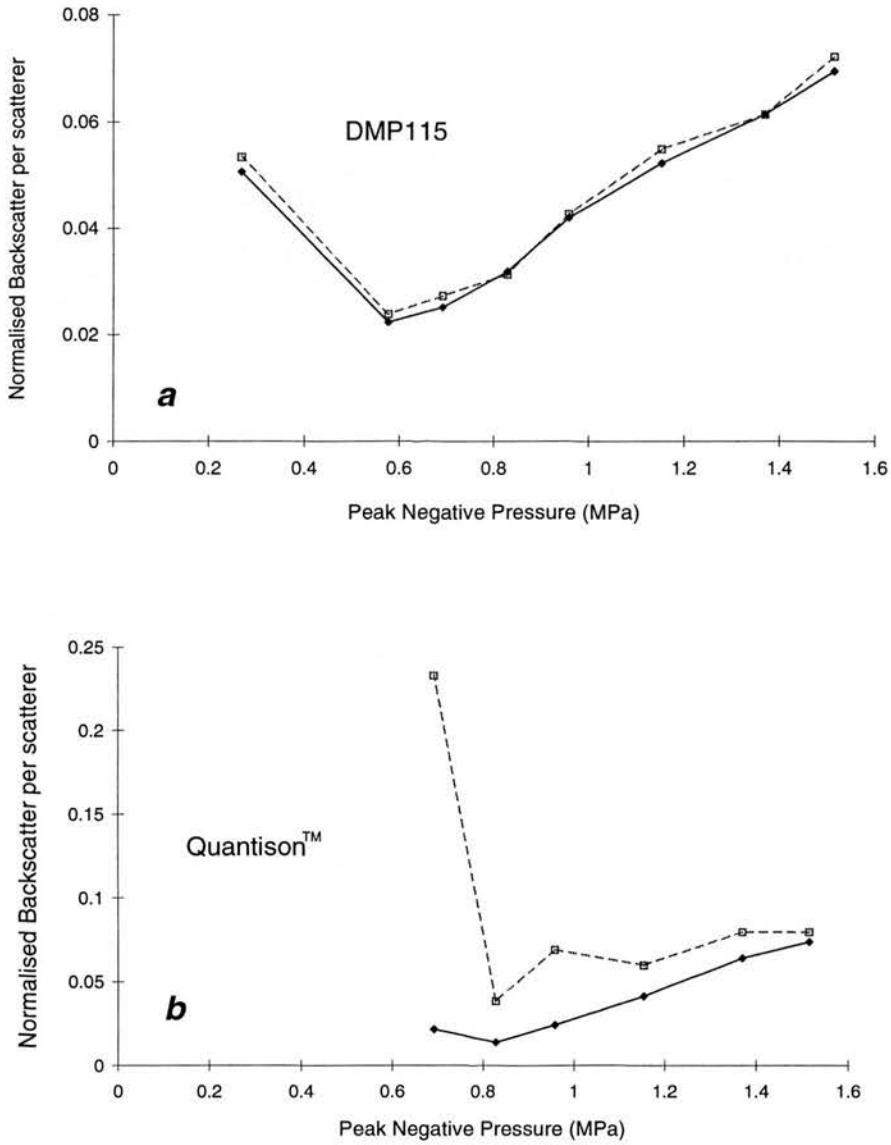 0.08
0.06
0.04
0.02
0
Normalised Backscatter per scatterer
DMP115
a
0 0.2 0.4 0.6 0.8 1 1.2 1.4 1.6
Peak Negative Pressure (MPa)
0.25
0.2
0.15
0.1
0.05
0
Normalised Backscatter per scatterer
Quantison™
b
0 0.2 0.4 0.6 0.8 1 1.2 1.4 1.6
Peak Negative Pressure (MPa)